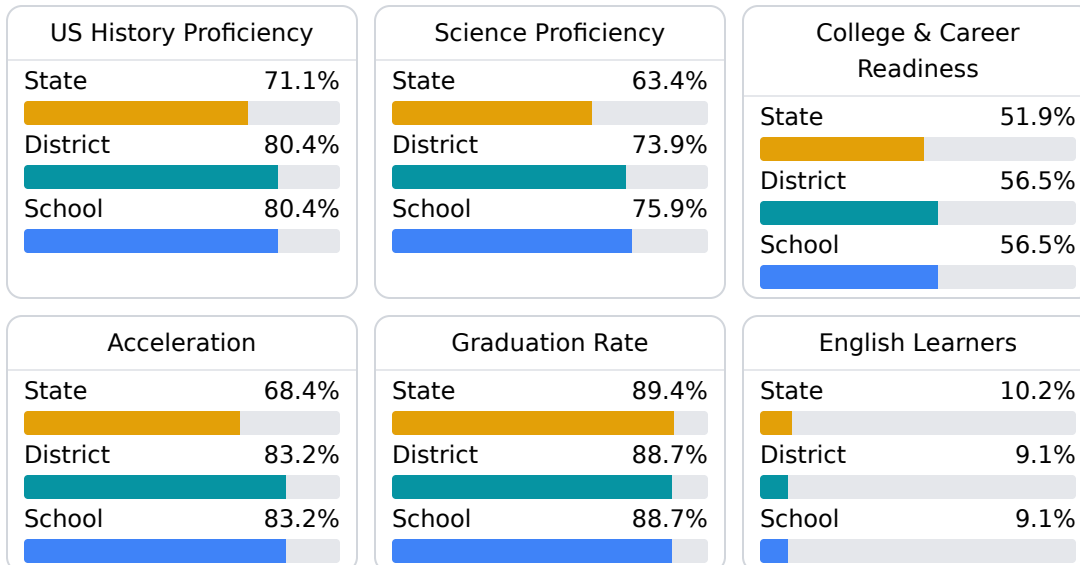 US History Proficiency
State 71.1%
District 80.4%
School 80.4%
Science Proficiency
State 63.4%
District 73.9%
School 75.9%
College & Career
Readiness
State 51.9%
District 56.5%
School 56.5%
Acceleration
State 68.4%
District 83.2%
School 83.2%
Graduation Rate
State 89.4%
District 88.7%
School 88.7%
English Learners
State 10.2%
District 9.1%
School 9.1%